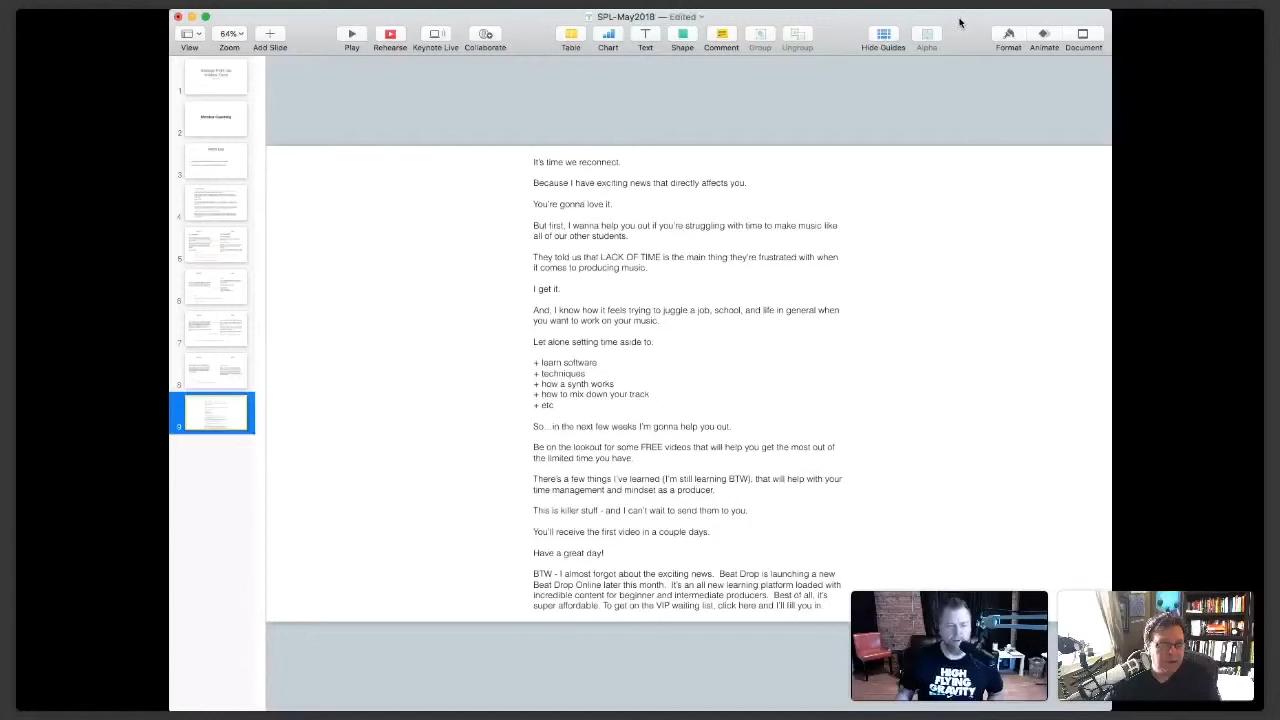 SPL-May2018 — Edited
64%
View
Zoom
Add Slide
Play
Rehearse
Keynote Live
Collaborate
Table
Chart
Text
Shape
Comment
Group
Ungroup
Hide Guides
Alpha
Format
Animate
Document
1
2
3
4
5
6
7
8
9
Member Coaching
It's time we reconnect.
Because I have exciting news that directly affects you.
You're gonna love it.
But first, I wanna help you out if you're struggling with time to make music like
all of our other students.
They told us that LACK OF TIME is the main thing they're frustrated with when
it comes to producing music.
I get it.
And, I know how it feels trying to juggle a job, school, and life in general when
you want to work on your music.
Let alone setting time aside to:
+ learn software
+ techniques
+ how a synth works
+ how to mix down your track
+ etc
So...in the next few weeks I'm gonna help you out.
Be on the lookout for some FREE videos that will help you get the most out of
the limited time you have.
There's a few things I've learned (I'm still learning BTW), that will help with your
time management and mindset as a producer.
This is killer stuff - and I can't wait to send them to you.
You'll receive the first video in a couple days.
Have a great day!
BTW - I almost forgot about the exciting news. Beat Drop is launching a new
Beat Drop Online later this month. It's an all new learning platform loaded with
incredible content for beginner and intermediate producers. Best of all, it's
super affordable. To get on the VIP waiting list, click here and I'll fill you in.
HIGH
FLYING
GRAVITY